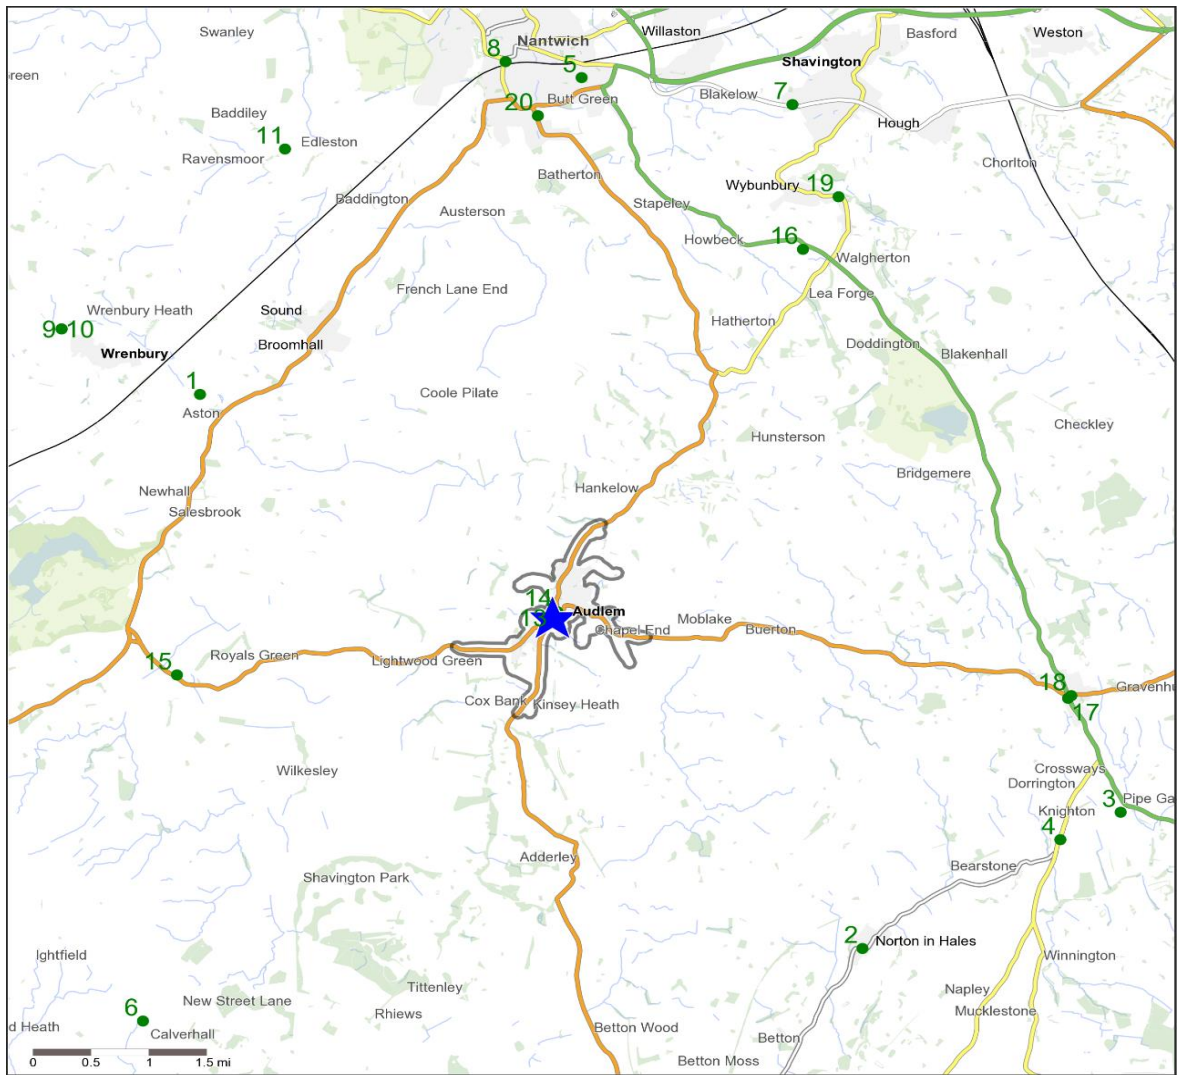 Swanley
Nantwich
Willaston
Basford
Weston
8
5
Shavington
reen
Butt Green
Blakelow
7
20
Baddiley
Hough
11
Edleston
Ravensmoor
Chorlton
Batherton
Wybunbury
19
Baddington
Stapeley
Austerson
Howbeck
16
Walgherton
French Lane End
Lea Forge
Wrenbury Heath
Sound
Hatherton
9
10
Broomhall
Doddington
Wrenbury
Blakenhall
1
Coole Pilate
Aston
Checkley
Hunsterson
Bridgemere
Newhall
Hankelow
Salesbrook
14
13
Audlem
Moblake
Chapel End
Buerton
15
Royals Green
Lightwood Green
18
Gravenhu
Cox Bank
Kinsey Heath
17
Wilkesley
Crossways
Dorrington
3
Pipe Ga
Knighton
4
Adderley
Bearstone
Shavington Park
2
Norton in Hales
Ightfield
Winnington
Tittenley
Napley
6
New Street Lane
Rhiews
Mucklestone
d Heath
Calverhall
Betton Wood
Betton
Betton Moss
0 0.5 1 1.5 mi